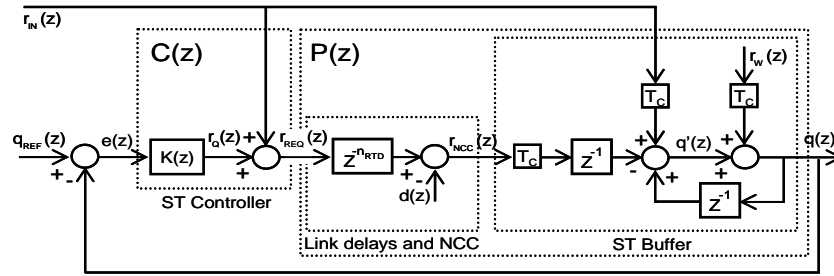 r_IN(z)
C(z)
P(z)
r_W(z)
T_C
T_C
q_REF(z)
e(z)
r_Q(z)
+
r_REQ(z)
r_NCC(z)
+
q'(z)
+
q(z)
K(z)
z^-n_RTD
T_C
z^-1
+ -
+
+ -
-
+
+
d(z)
z^-1
ST Controller
Link delays and NCC
ST Buffer